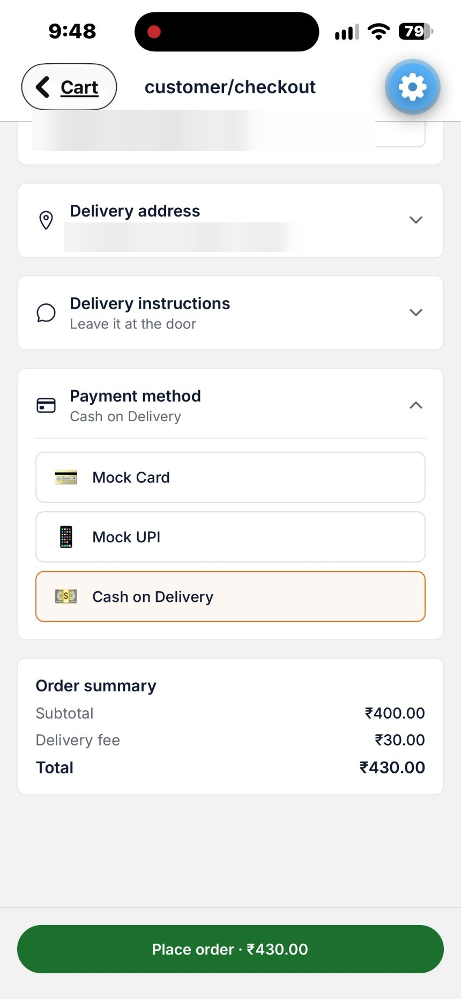 9:48
79
Cart
customer/checkout
Delivery address
Delivery instructions
Leave it at the door
Payment method
Cash on Delivery
Mock Card
Mock UPI
Cash on Delivery
Order summary
Subtotal ₹400.00
Delivery fee ₹30.00
Total ₹430.00
Place order · ₹430.00